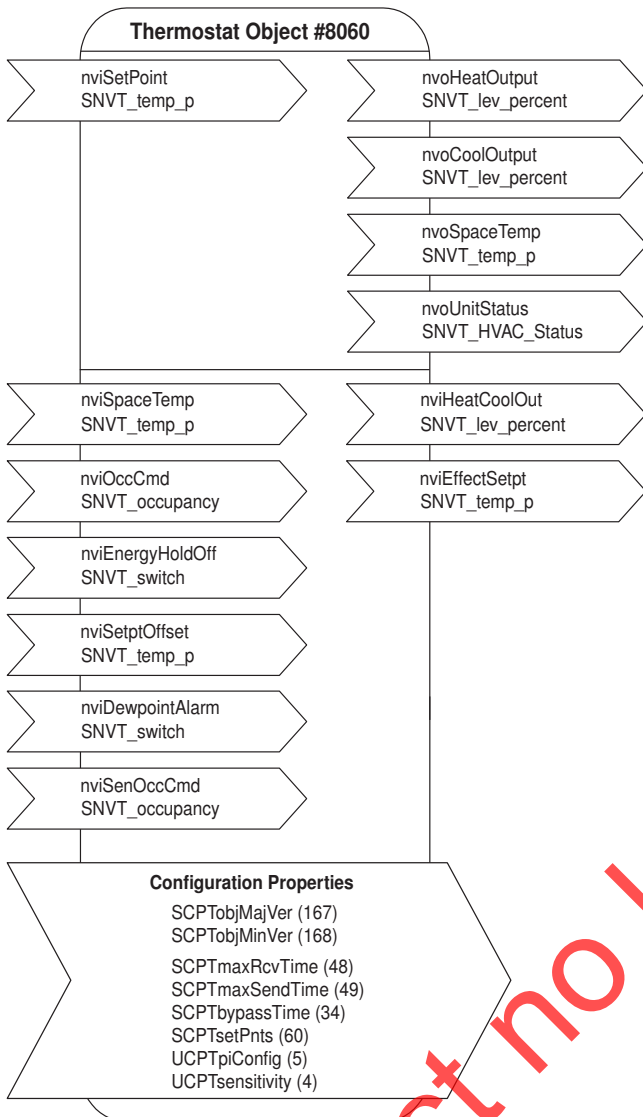 Thermostat Object #8060
nviSetPoint
SNVT_temp_p
nvoHeatOutput
SNVT_lev_percent
nvoCoolOutput
SNVT_lev_percent
nvoSpaceTemp
SNVT_temp_p
nvoUnitStatus
SNVT_HVAC_Status
nviSpaceTemp
SNVT_temp_p
nviHeatCoolOut
SNVT_lev_percent
nviOccCmd
SNVT_occupancy
nviEffectSetpt
SNVT_temp_p
nviEnergyHoldOff
SNVT_switch
nviSetptOffset
SNVT_temp_p
nviDewpointAlarm
SNVT_switch
nviSenOccCmd
SNVT_occupancy
Configuration Properties
SCPTobjMajVer (167)
SCPTobjMinVer (168)
SCPTmaxRcvTime (48)
SCPTmaxSendTime (49)
SCPTbypassTime (34)
SCPTsetPnts (60)
UCPTpiConfig (5)
UCPTsensitivity (4)
no